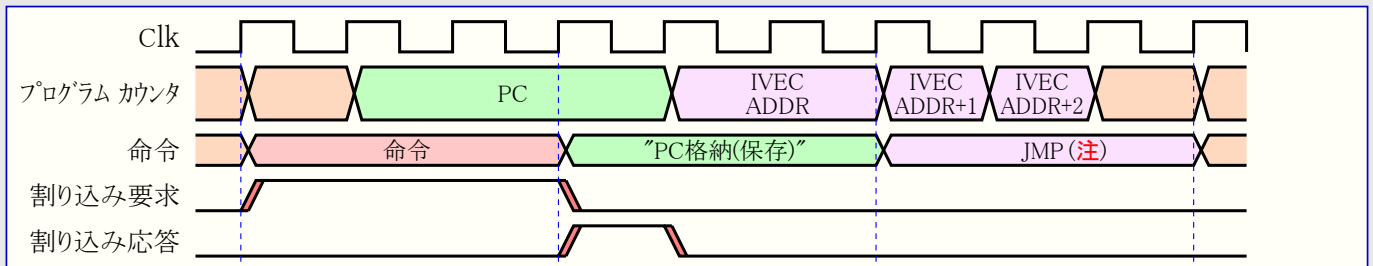 Clk
プログラム カウンタ
PC
IVEC
ADDR
IVEC
ADDR+1
IVEC
ADDR+2
命令
命令
"PC格納(保存)"
JMP (注)
割り込み要求
割り込み応答